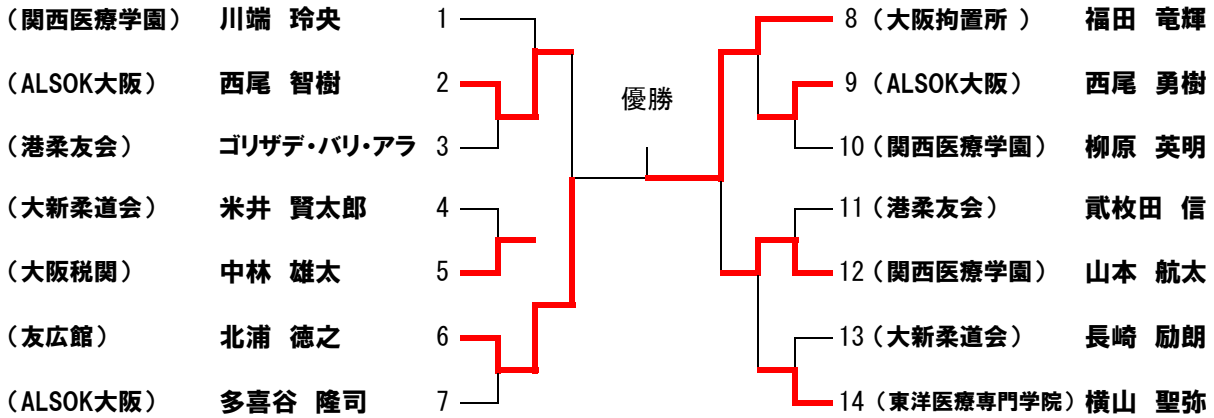 (関西医療学園) 川端 玲央 1
(ALSOK大阪) 西尾 智樹 2
(港柔友会) ゴリザデ・バリ・アラ 3
(大新柔道会) 米井 賢太郎 4
(大阪税関) 中林 雄太 5
(友広館) 北浦 徳之 6
(ALSOK大阪) 多喜谷 隆司 7
優勝
8 (大阪拘置所 ) 福田 竜輝
9 (ALSOK大阪) 西尾 勇樹
10 (関西医療学園) 柳原 英明
11 (港柔友会) 貮枚田 信
12 (関西医療学園) 山本 航太
13 (大新柔道会) 長崎 励朗
14 (東洋医療専門学院) 横山 聖弥